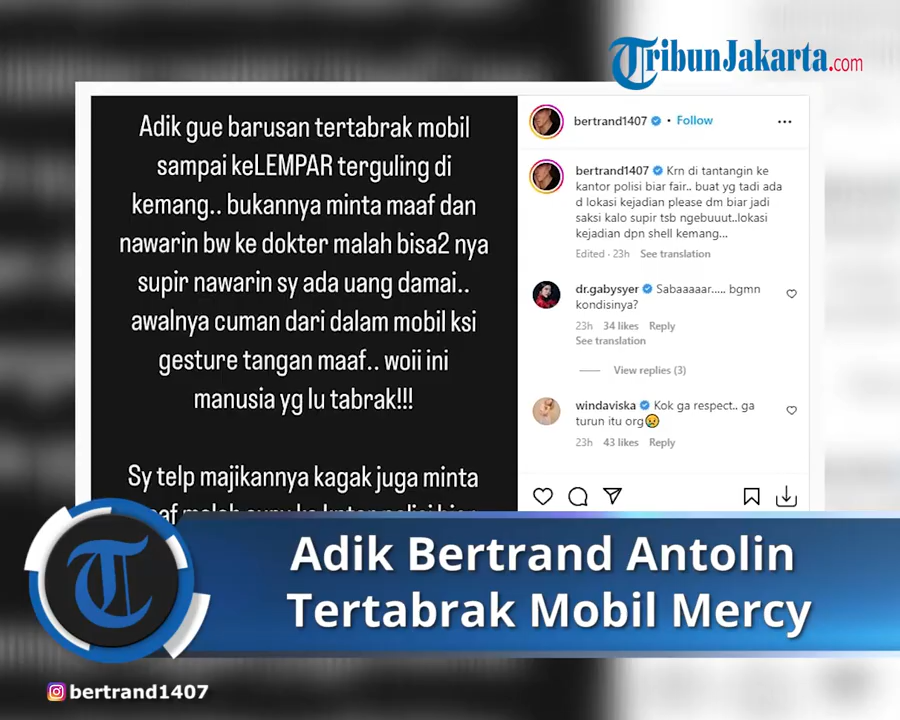 TribunJakarta.com
Adik gue barusan tertabrak mobil
sampai keLEMPAR terguling di
kemang.. bukannya minta maaf dan
nawarin bw ke dokter malah bisa2 nya
supir nawarin sy ada uang damai..
awalnya cuman dari dalam mobil ksi
gesture tangan maaf.. woii ini
manusia yg lu tabrak!!!
Sy telp majikannya kagak juga minta
bertrand1407 • Follow
bertrand1407 Krn di tantangin ke
kantor polisi biar fair.. buat yg tadi ada
d lokasi kejadian please dm biar jadi
saksi kalo supir tsb ngebuuut..lokasi
kejadian dpn shell kemang...
Edited · 23h See translation
dr.gabysyer Sabaaaaar..... bgmn
kondisinya?
23h 34 likes Reply
See translation
View replies (3)
windaviska Kok ga respect.. ga
turun itu org😢
23h 43 likes Reply
Adik Bertrand Antolin
Tertabrak Mobil Mercy
bertrand1407